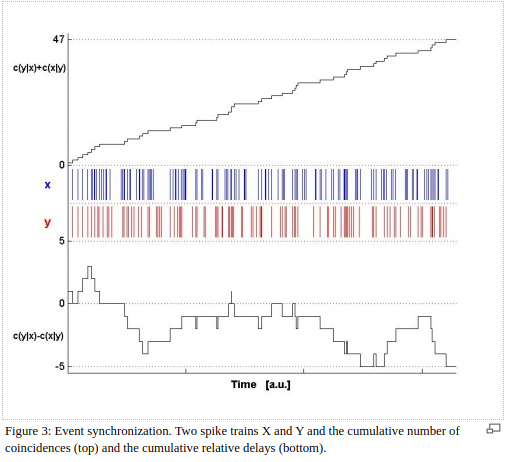 47
c(y|x)+c(x|y)
0
x
y
5
0
c(y|x)-c(x|y)
-5
Time [a.u.]
Figure 3: Event synchronization. Two spike trains X and Y and the cumulative number of
coincidences (top) and the cumulative relative delays (bottom).